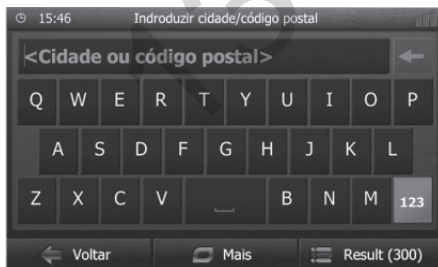 15:46 Indroduzir cidade/código postal
<Cidade ou código postal>
Q W E R T Y U I O P
A S D F G H J K L
Z X C V B N M 123
Voltar Mais Result (300)